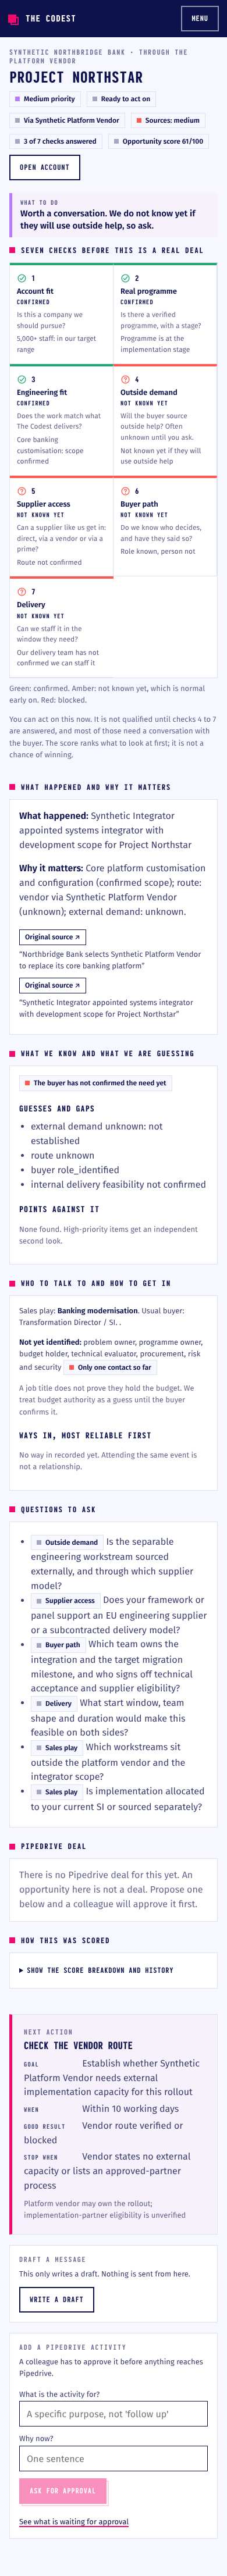 THE CODEST
MENU
SYNTHETIC NORTHBRIDGE BANK · THROUGH THE
PLATFORM VENDOR
PROJECT NORTHSTAR
Medium priority
Ready to act on
Via Synthetic Platform Vendor
Sources: medium
3 of 7 checks answered
Opportunity score 61/100
OPEN ACCOUNT
WHAT TO DO
Worth a conversation. We do not know yet if
they will use outside help, so ask.
SEVEN CHECKS BEFORE THIS IS A REAL DEAL
1
Account fit
CONFIRMED
Is this a company we
should pursue?
5,000+ staff: in our target
range
2
Real programme
CONFIRMED
Is there a verified
programme, with a stage?
Programme is at the
implementation stage
3
Engineering fit
CONFIRMED
Does the work match what
The Codest delivers?
Core banking
customisation: scope
confirmed
4
Outside demand
NOT KNOWN YET
Will the buyer source
outside help? Often
unknown until you ask.
Not known yet if they will
use outside help
5
Supplier access
NOT KNOWN YET
Can a supplier like us get in:
direct, via a vendor or via a
prime?
Route not confirmed
6
Buyer path
NOT KNOWN YET
Do we know who decides,
and have they said so?
Role known, person not
7
Delivery
NOT KNOWN YET
Can we staff it in the
window they need?
Our delivery team has not
confirmed we can staff it
Green: confirmed. Amber: not known yet, which is normal
early on. Red: blocked.
You can act on this now. It is not qualified until checks 4 to 7
are answered, and most of those need a conversation with
the buyer. The score ranks what to look at first; it is not a
chance of winning.
WHAT HAPPENED AND WHY IT MATTERS
What happened: Synthetic Integrator
appointed systems integrator with
development scope for Project Northstar
Why it matters: Core platform customisation
and configuration (confirmed scope); route:
vendor via Synthetic Platform Vendor
(unknown); external demand: unknown.
Original source ↗
“Northbridge Bank selects Synthetic Platform Vendor
to replace its core banking platform”
Original source ↗
“Synthetic Integrator appointed systems integrator
with development scope for Project Northstar”
WHAT WE KNOW AND WHAT WE ARE GUESSING
The buyer has not confirmed the need yet
GUESSES AND GAPS
• external demand unknown: not
established
• route unknown
• buyer role_identified
• internal delivery feasibility not confirmed
POINTS AGAINST IT
None found. High-priority items get an independent
second look.
WHO TO TALK TO AND HOW TO GET IN
Sales play: Banking modernisation. Usual buyer:
Transformation Director / SI. .
Not yet identified: problem owner, programme owner,
budget holder, technical evaluator, procurement, risk
and security Only one contact so far
A job title does not prove they hold the budget. We
treat budget authority as a guess until the buyer
confirms it.
WAYS IN, MOST RELIABLE FIRST
No way in recorded yet. Attending the same event is
not a relationship.
QUESTIONS TO ASK
• Outside demand Is the separable
engineering workstream sourced
externally, and through which supplier
model?
• Supplier access Does your framework or
panel support an EU engineering supplier
or a subcontracted delivery model?
• Buyer path Which team owns the
integration and the target migration
milestone, and who signs off technical
acceptance and supplier eligibility?
• Delivery What start window, team
shape and duration would make this
feasible on both sides?
• Sales play Which workstreams sit
outside the platform vendor and the
integrator scope?
• Sales play Is implementation allocated
to your current SI or sourced separately?
PIPEDRIVE DEAL
There is no Pipedrive deal for this yet. An
opportunity here is not a deal. Propose one
below and a colleague will approve it first.
HOW THIS WAS SCORED
▶ SHOW THE SCORE BREAKDOWN AND HISTORY
NEXT ACTION
CHECK THE VENDOR ROUTE
GOAL Establish whether Synthetic
Platform Vendor needs external
implementation capacity for this rollout
WHEN Within 10 working days
GOOD RESULT Vendor route verified or
blocked
STOP WHEN Vendor states no external
capacity or lists an approved-partner
process
Platform vendor may own the rollout;
implementation-partner eligibility is unverified
DRAFT A MESSAGE
This only writes a draft. Nothing is sent from here.
WRITE A DRAFT
ADD A PIPEDRIVE ACTIVITY
A colleague has to approve it before anything reaches
Pipedrive.
What is the activity for?
A specific purpose, not 'follow up'
Why now?
One sentence
ASK FOR APPROVAL
See what is waiting for approval